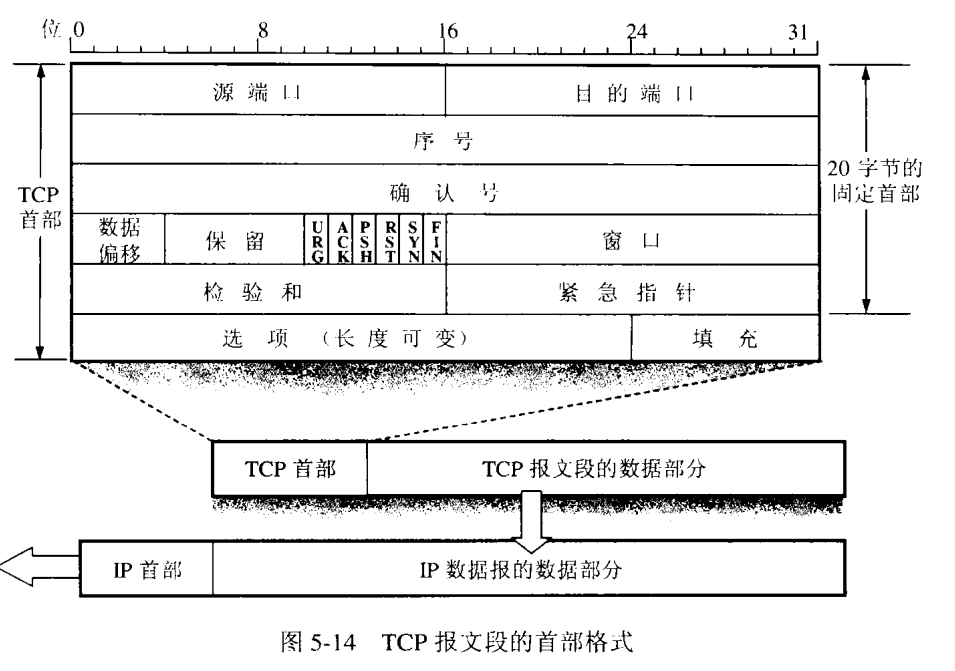 位 0 8 16 24 31
源端口 目的端口
序号
TCP 首部
确认号
20 字节的固定首部
数据偏移 保留 URG ACK PSH RST SYN FIN 窗口
检验和 紧急指针
选项（长度可变） 填充
TCP 首部 TCP 报文段的数据部分
IP 首部 IP 数据报的数据部分
图 5-14 TCP 报文段的首部格式